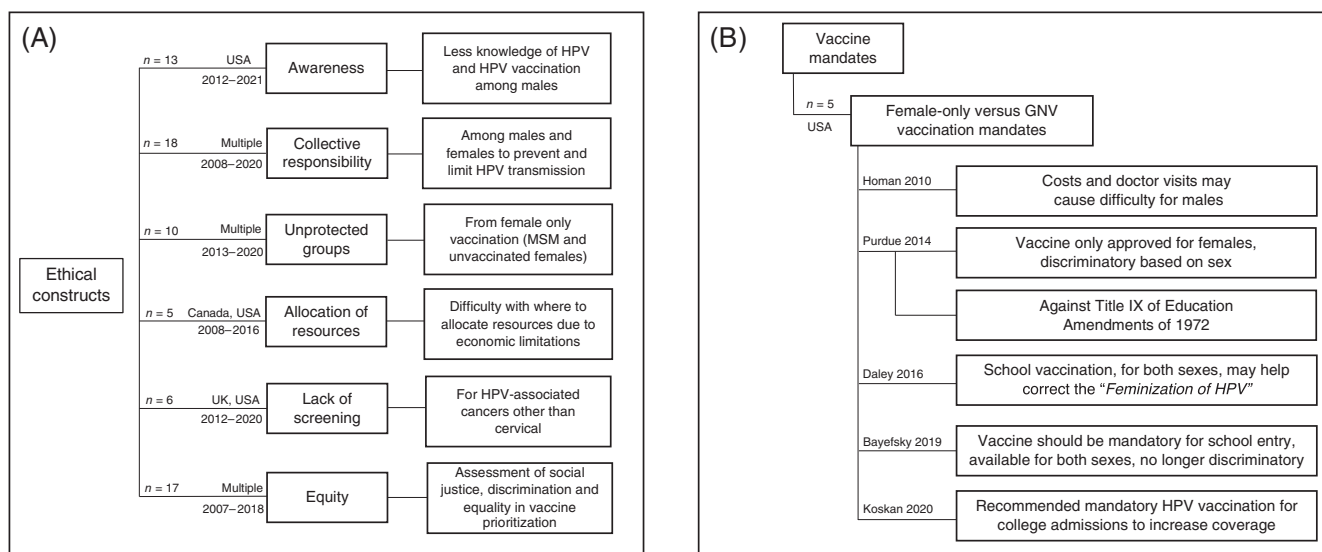 (A)
Ethical
constructs
n = 13
USA
2012–2021
Awareness
Less knowledge of HPV
and HPV vaccination
among males
n = 18
Multiple
2008–2020
Collective
responsibility
Among males and
females to prevent and
limit HPV transmission
n = 10
Multiple
2013–2020
Unprotected
groups
From female only
vaccination (MSM and
unvaccinated females)
n = 5
Canada, USA
2008–2016
Allocation of
resources
Difficulty with where to
allocate resources due to
economic limitations
n = 6
UK, USA
2012–2020
Lack of
screening
For HPV-associated
cancers other than
cervical
n = 17
Multiple
2007–2018
Equity
Assessment of social
justice, discrimination and
equality in vaccine
prioritization
(B)
Vaccine
mandates
n = 5
USA
Female-only versus GNV
vaccination mandates
Homan 2010
Costs and doctor visits may
cause difficulty for males
Purdue 2014
Vaccine only approved for females,
discriminatory based on sex
Against Title IX of Education
Amendments of 1972
Daley 2016
School vaccination, for both sexes, may help
correct the “Feminization of HPV”
Bayefsky 2019
Vaccine should be mandatory for school entry,
available for both sexes, no longer discriminatory
Koskan 2020
Recommended mandatory HPV vaccination for
college admissions to increase coverage